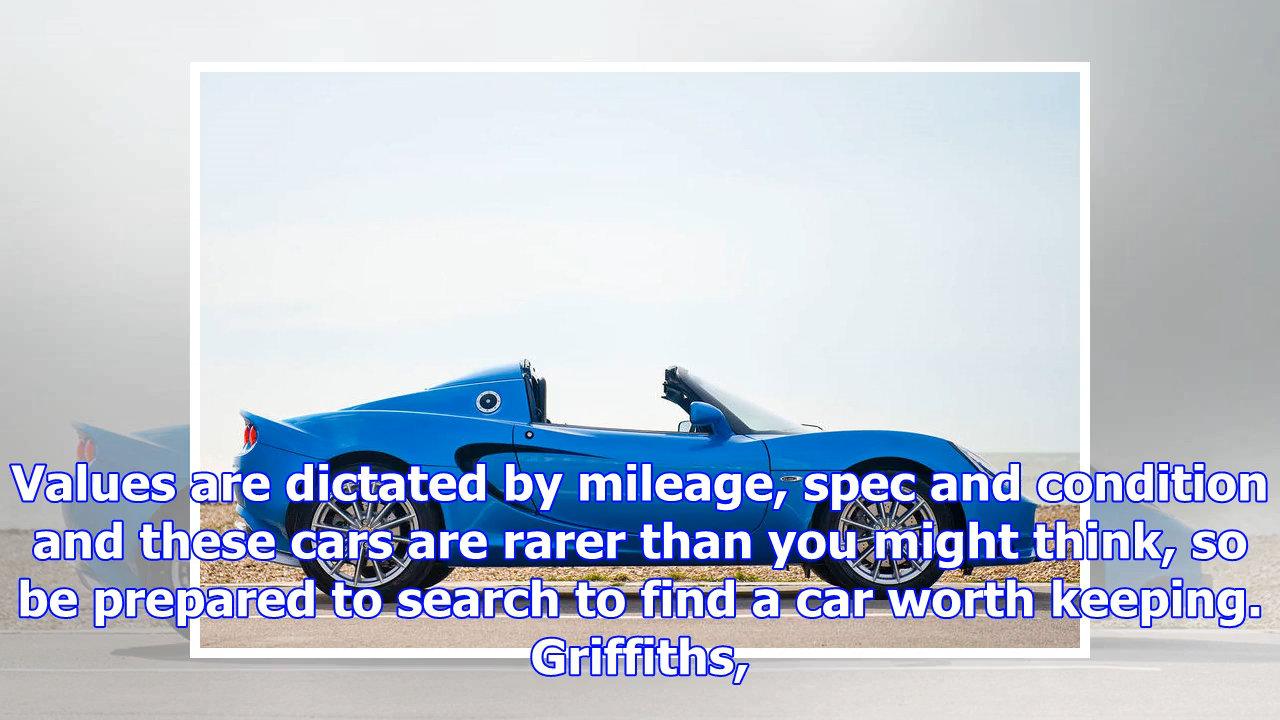 Values are dictated by mileage, spec and condition
and these cars are rarer than you might think, so
be prepared to search to find a car worth keeping.
Griffiths,